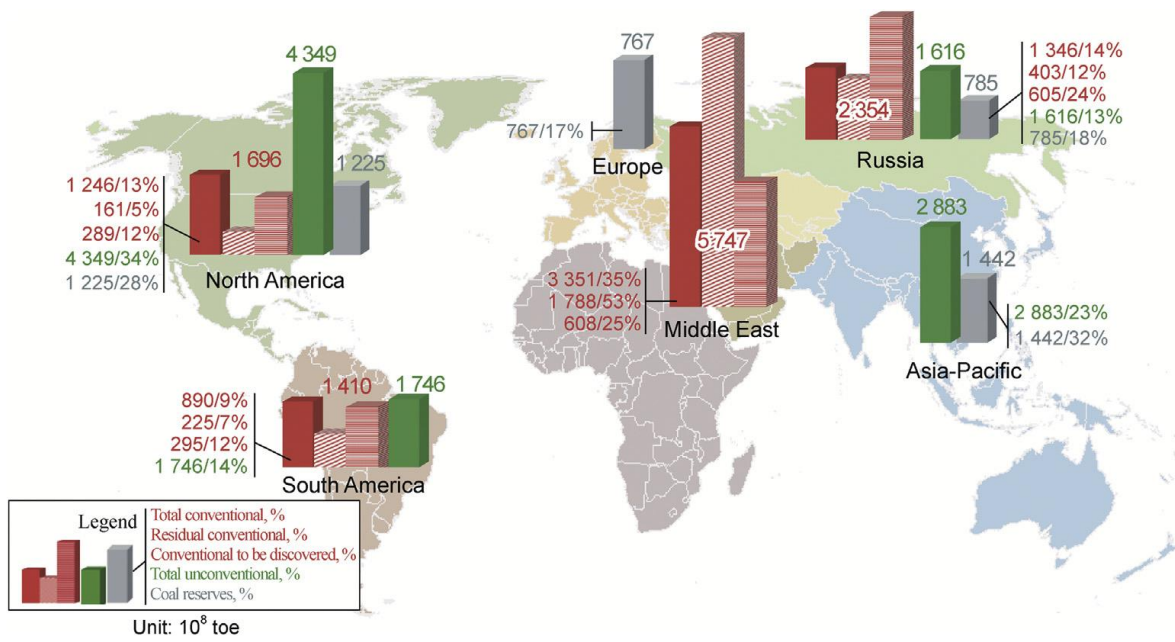 4 349
1 696
1 225
1 246/13%
161/5%
289/12%
4 349/34%
1 225/28%
North America
767
767/17%
Europe
2 354
1 616
785
1 346/14%
403/12%
605/24%
1 616/13%
785/18%
Russia
5 747
3 351/35%
1 788/53%
608/25%
Middle East
2 883
1 442
2 883/23%
1 442/32%
Asia-Pacific
1 410
1 746
890/9%
225/7%
295/12%
1 746/14%
South America
Legend
Total conventional, %
Residual conventional, %
Conventional to be discovered, %
Total unconventional, %
Coal reserves, %
Unit: 10⁸ toe